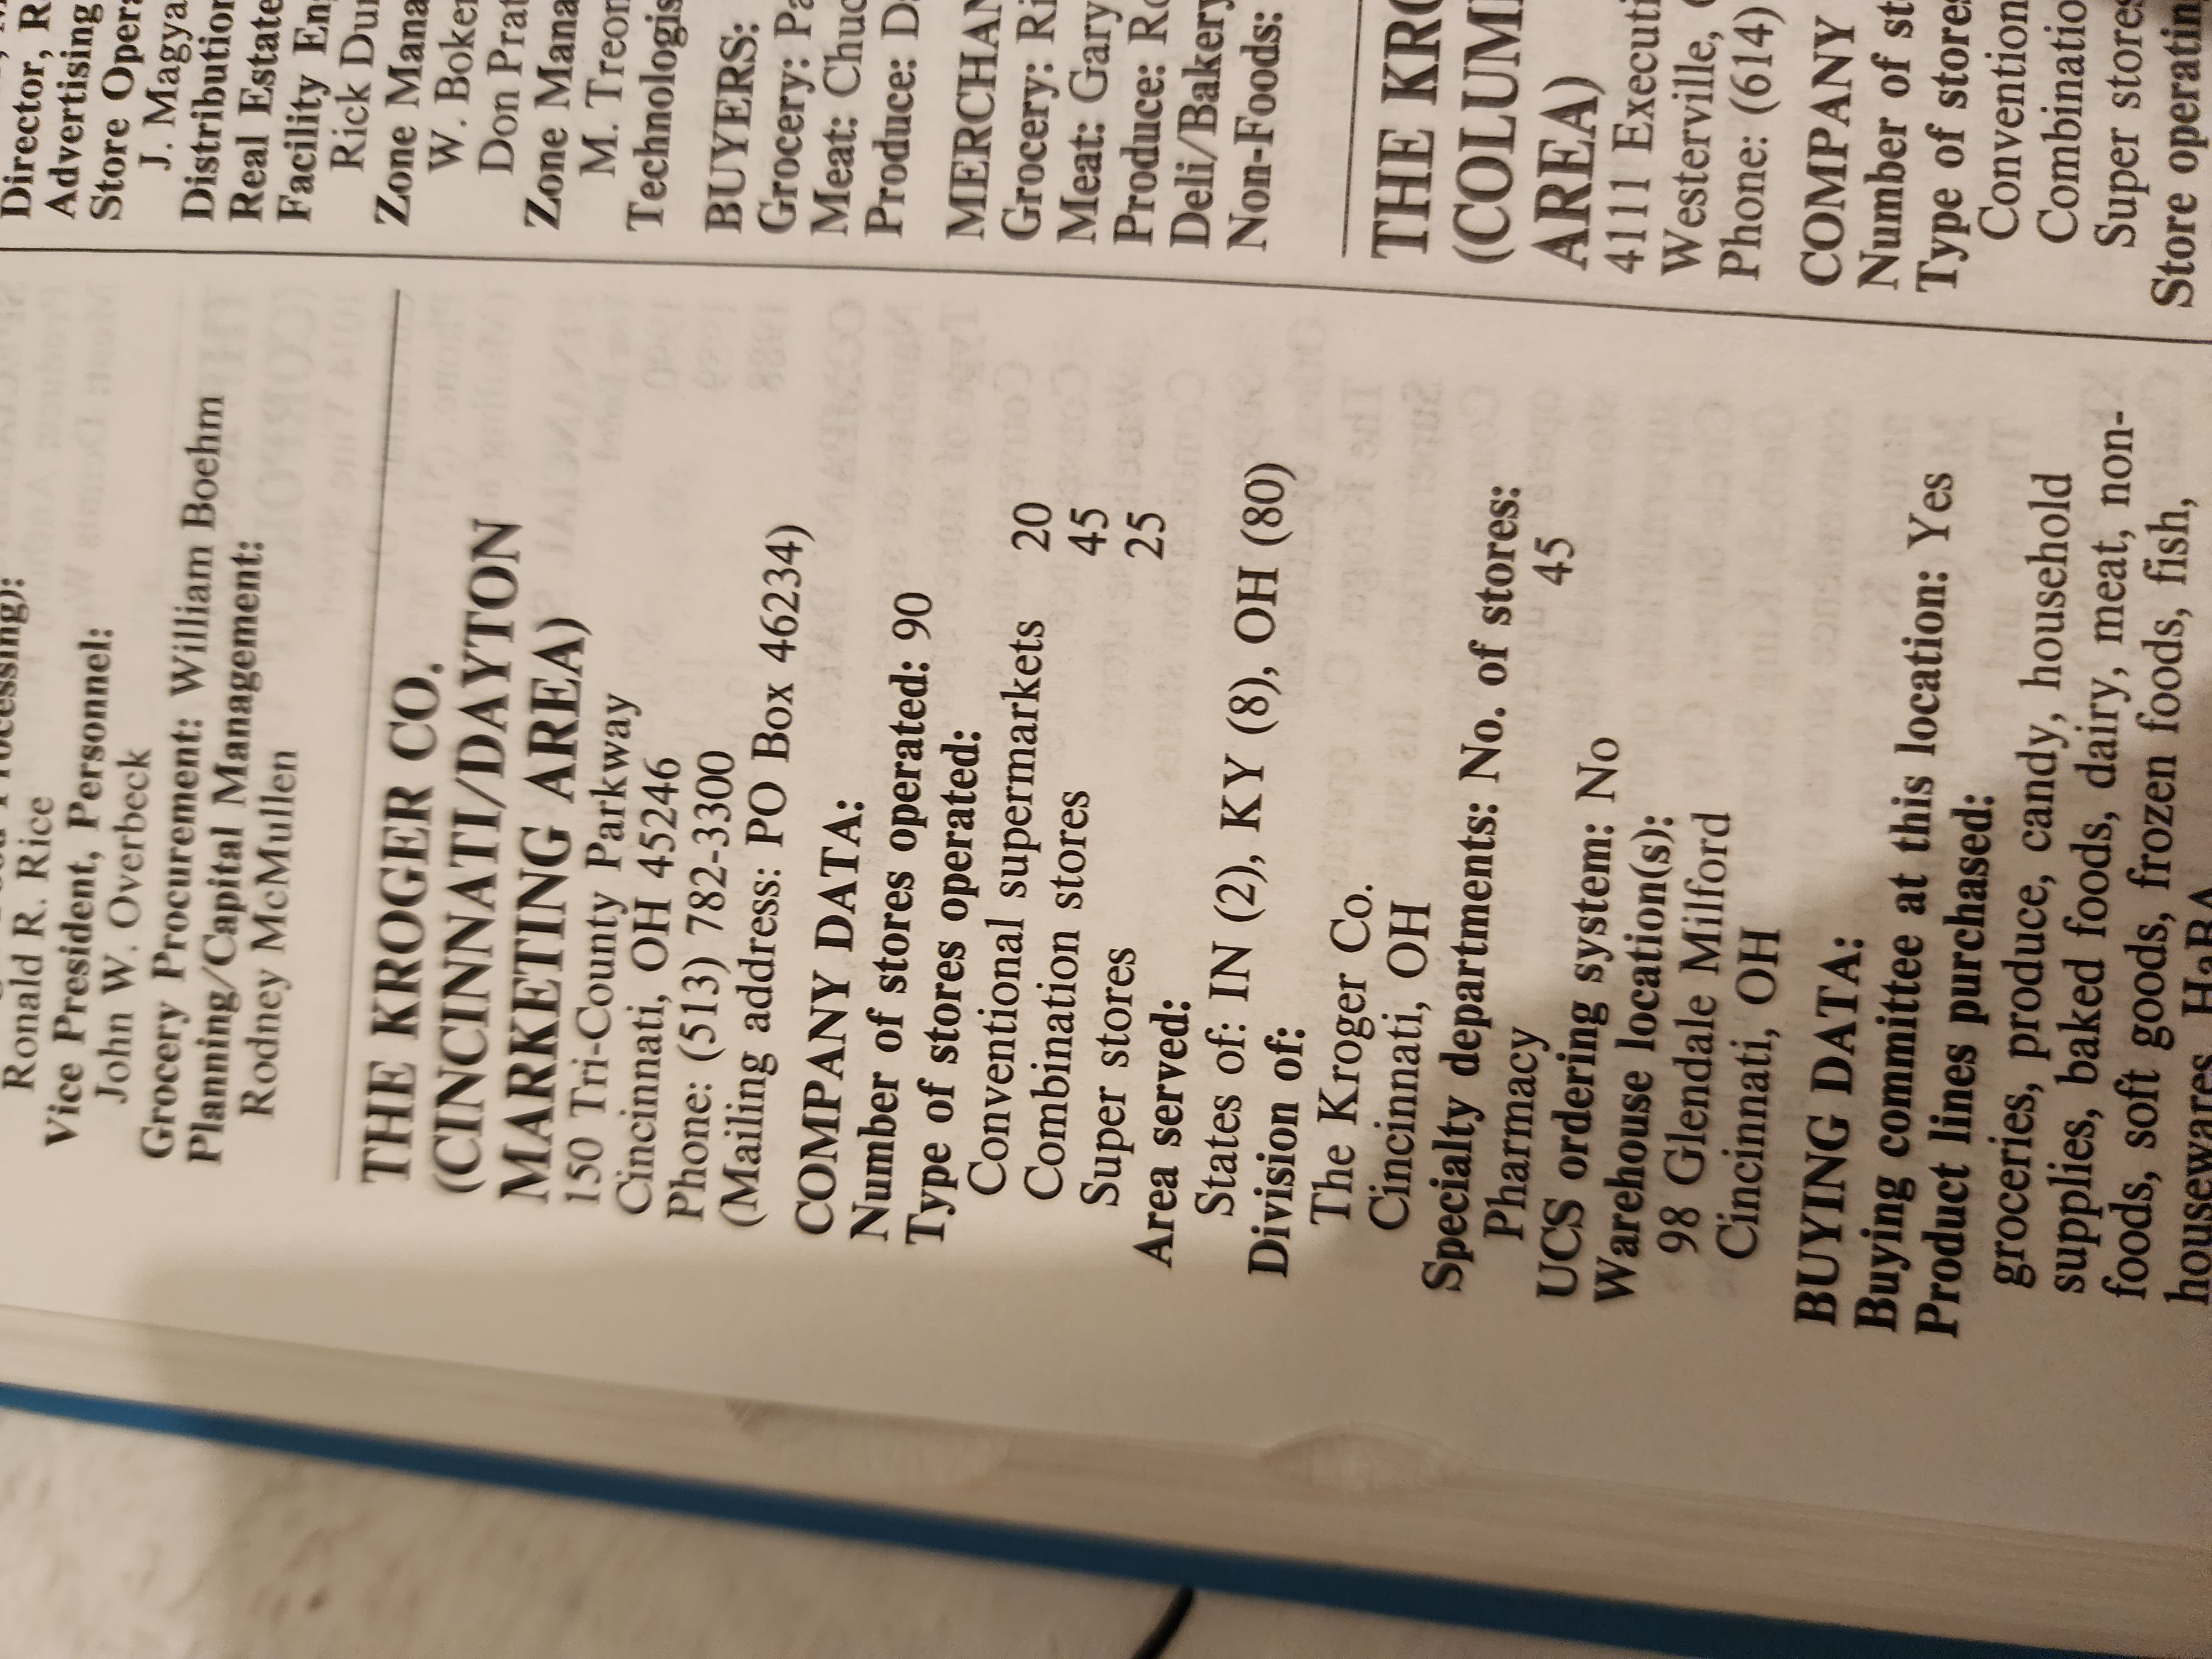 Ronald R. Rice
Vice President, Personnel:
John W. Overbeck
Grocery Procurement: William Boehm
Planning/Capital Management:
Rodney McMullen
THE KROGER CO.
(CINCINNATI/DAYTON
MARKETING AREA)
150 Tri-County Parkway
Cincinnati, OH 45246
Phone: (513) 782-3300
(Mailing address: PO Box 46234)
COMPANY DATA:
Number of stores operated: 90
Type of stores operated:
Conventional supermarkets 20
Combination stores 45
Super stores 25
Area served:
States of: IN (2), KY (8), OH (80)
Division of:
The Kroger Co.
Cincinnati, OH
Specialty departments: No. of stores:
Pharmacy 45
UCS ordering system: No
Warehouse location(s):
98 Glendale Milford
Cincinnati, OH
BUYING DATA:
Buying committee at this location: Yes
Product lines purchased:
groceries, produce, candy, household
supplies, baked foods, dairy, meat, non-
foods, soft goods, frozen foods, fish,
housewares, H&BA
Director, R
Advertising
Store Opera
J. Magya
Distribution
Real Estate
Facility En
Rick Dur
Zone Mana
W. Boker
Don Prat
Zone Mana
M. Treon
Technologis
BUYERS:
Grocery: Pa
Meat: Chuc
Produce: D
MERCHAN
Grocery: Ri
Meat: Gary
Produce: Ro
Deli/Bakery
Non-Foods:
THE KRO
(COLUM
AREA)
4111 Executi
Westerville,
Phone: (614)
COMPANY
Number of st
Type of stores
Convention
Combinatio
Super stores
Store operatin